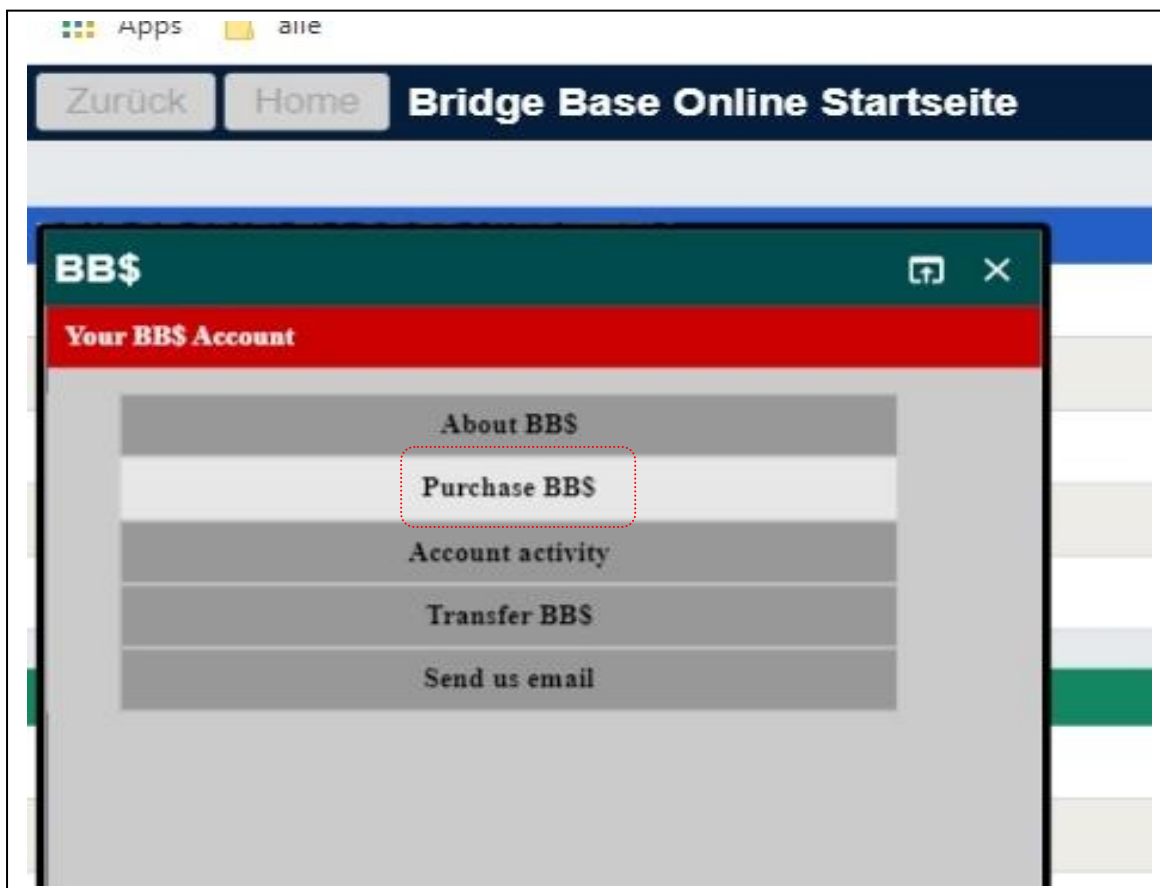 Apps alle
Zurück Home Bridge Base Online Startseite
BB$
Your BB$ Account
About BB$
Purchase BB$
Account activity
Transfer BB$
Send us email